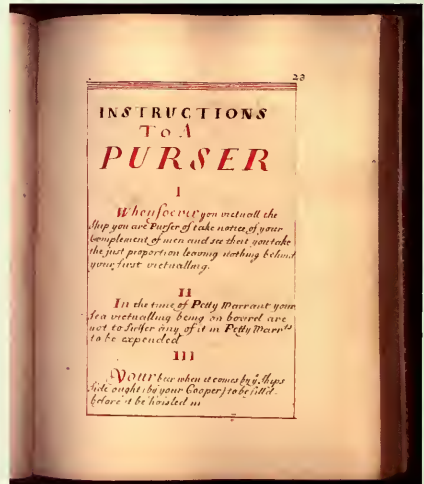 23
INSTRUCTIONS
TO A
PURSER
I
Whensoever you victuall the
Ship you are Purser of take notice, of your
Complement of men and see that you take
the just proportion leaving nothing behind
your first victualling.
II
In the time of Petty Warrant your
Sea victualling being on board are
not to suffer any of it in Petty Warrts
to be expended
III
Your beer when it comes by ye Ships
side ought (by your Cooper) to be fill'd
before it be hoisted in